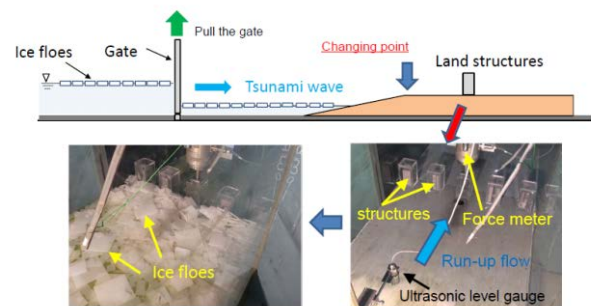 Pull the gate
Ice floes
Gate
Changing point
Land structures
Tsunami wave
structures
Force meter
Ice floes
Run-up flow
Ultrasonic level gauge